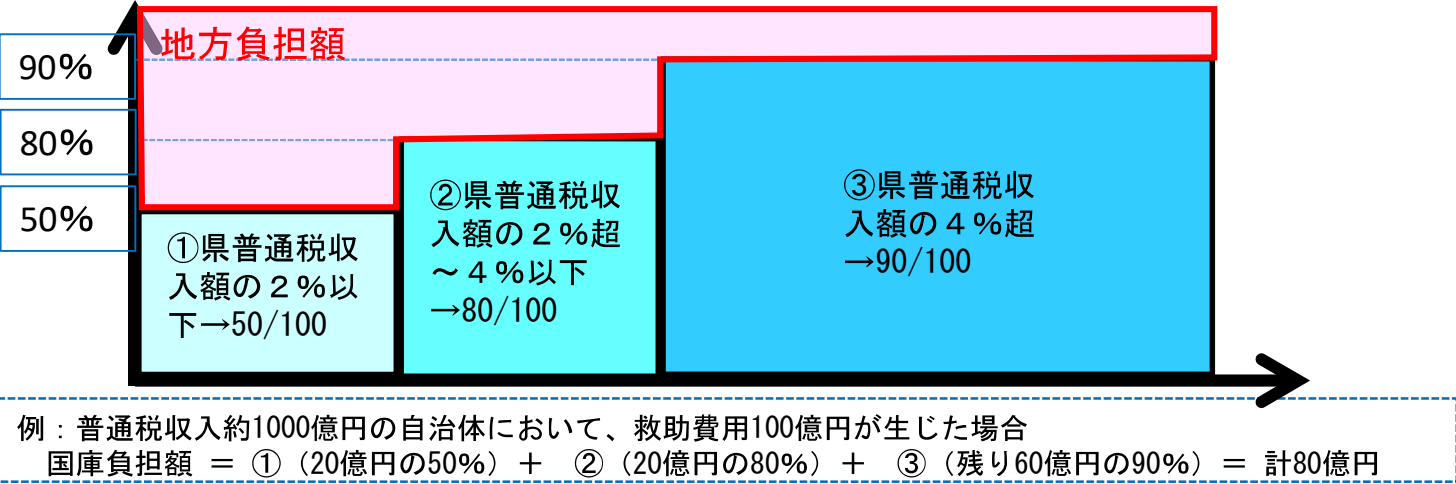 地方負担額
90%
80%
50%
①県普通税収
入額の２％以
下→50/100
②県普通税収
入額の２％超
～４％以下
→80/100
③県普通税収
入額の４％超
→90/100
例：普通税収入約1000億円の自治体において、救助費用100億円が生じた場合
国庫負担額 ＝ ①（20億円の50％）＋ ②（20億円の80％）＋ ③（残り60億円の90％）＝ 計80億円